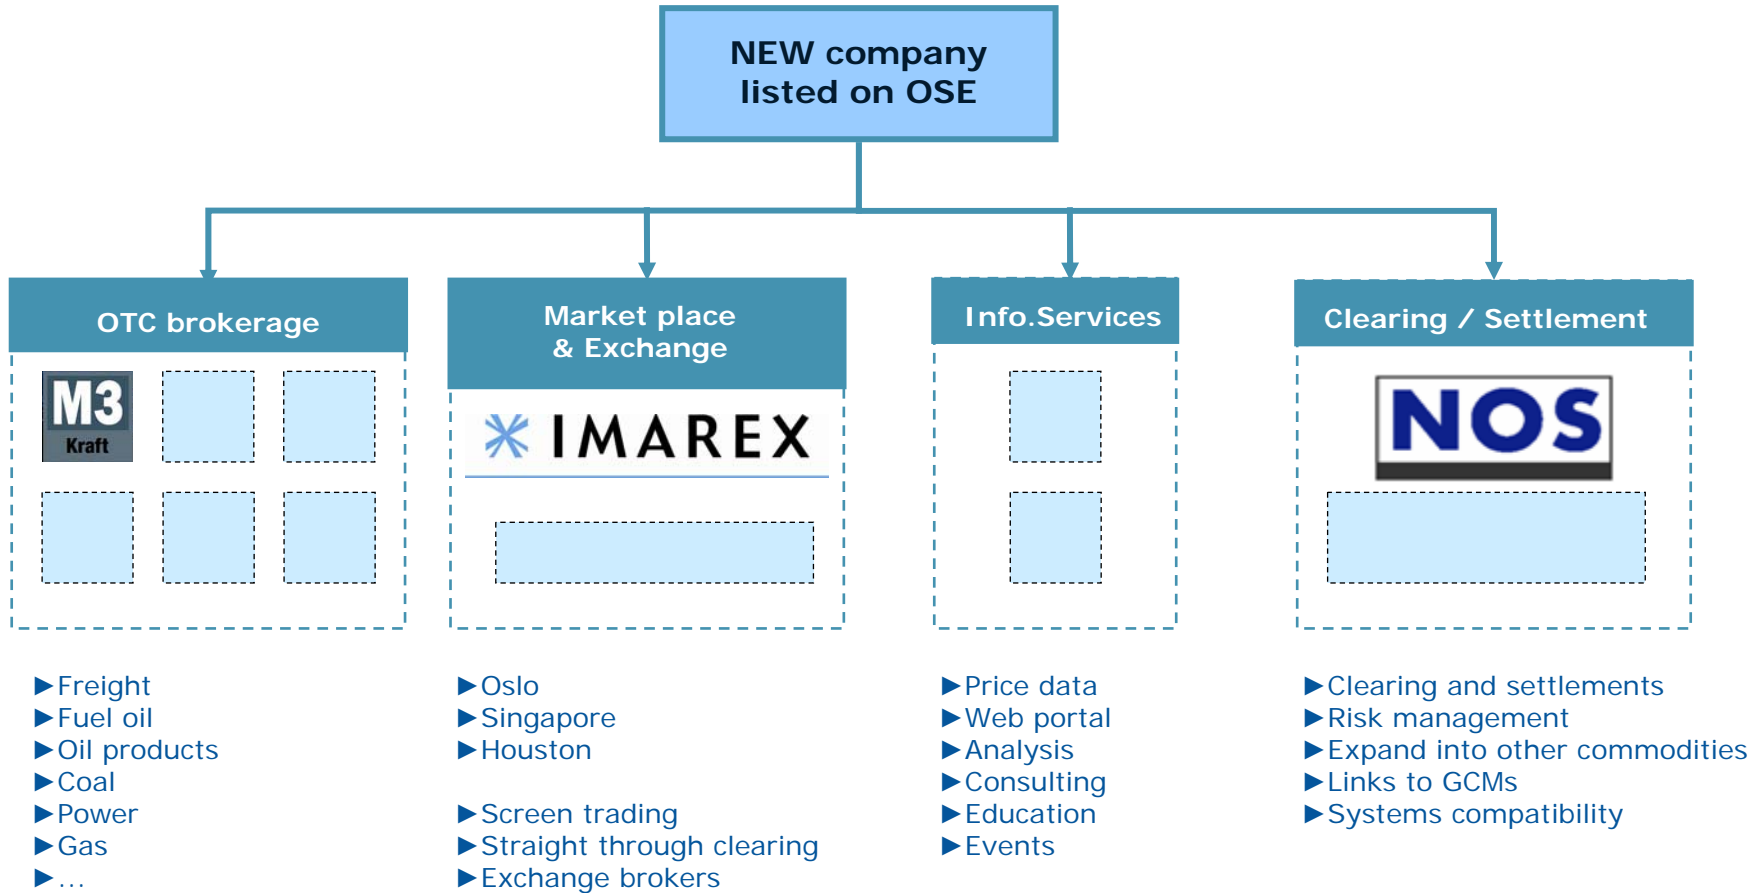 NEW company
listed on OSE
OTC brokerage
M3
Kraft
►Freight
►Fuel oil
►Oil products
►Coal
►Power
►Gas
►...
Market place
& Exchange
IMAREX
►Oslo
►Singapore
►Houston
►Screen trading
►Straight through clearing
►Exchange brokers
Info.Services
►Price data
►Web portal
►Analysis
►Consulting
►Education
►Events
Clearing / Settlement
NOS
►Clearing and settlements
►Risk management
►Expand into other commodities
►Links to GCMs
►Systems compatibility